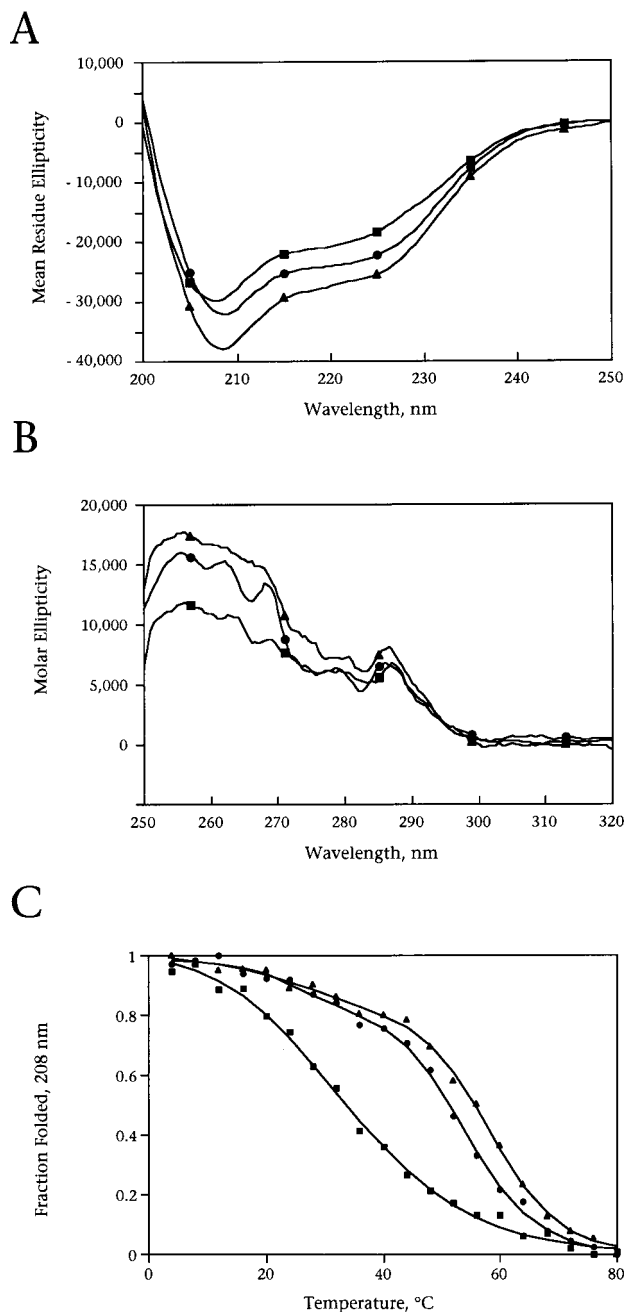 A
10,000
0
- 10,000
- 20,000
- 30,000
- 40,000
Mean Residue Ellipticity
200 210 220 230 240 250
Wavelength, nm
B
20,000
15,000
10,000
5,000
0
Molar Ellipticity
250 260 270 280 290 300 310 320
Wavelength, nm
C
1
0.8
0.6
0.4
0.2
0
Fraction Folded, 208 nm
0 20 40 60 80
Temperature, °C